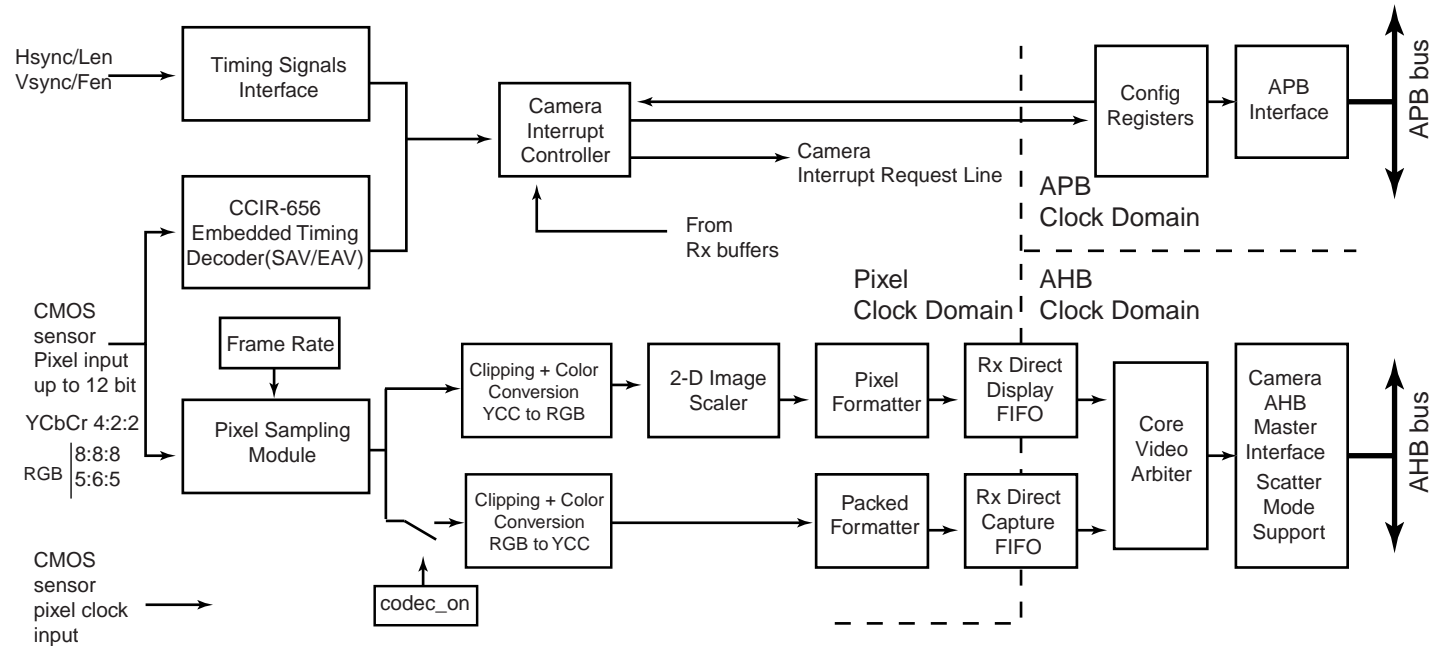 Hsync/Len
Vsync/Fen
Timing Signals
Interface
CCIR-656
Embedded Timing
Decoder(SAV/EAV)
Camera
Interrupt
Controller
Camera
Interrupt Request Line
From
Rx buffers
Config
Registers
APB
Interface
APB bus
APB
Clock Domain
Pixel
Clock Domain
AHB
Clock Domain
CMOS
sensor
Pixel input
up to 12 bit
YCbCr 4:2:2
RGB
8:8:8
5:6:5
Frame Rate
Pixel Sampling
Module
Clipping + Color
Conversion
YCC to RGB
2-D Image
Scaler
Pixel
Formatter
Rx Direct
Display
FIFO
Clipping + Color
Conversion
RGB to YCC
Packed
Formatter
Rx Direct
Capture
FIFO
Core
Video
Arbiter
Camera
AHB
Master
Interface
Scatter
Mode
Support
AHB bus
codec_on
CMOS
sensor
pixel clock
input